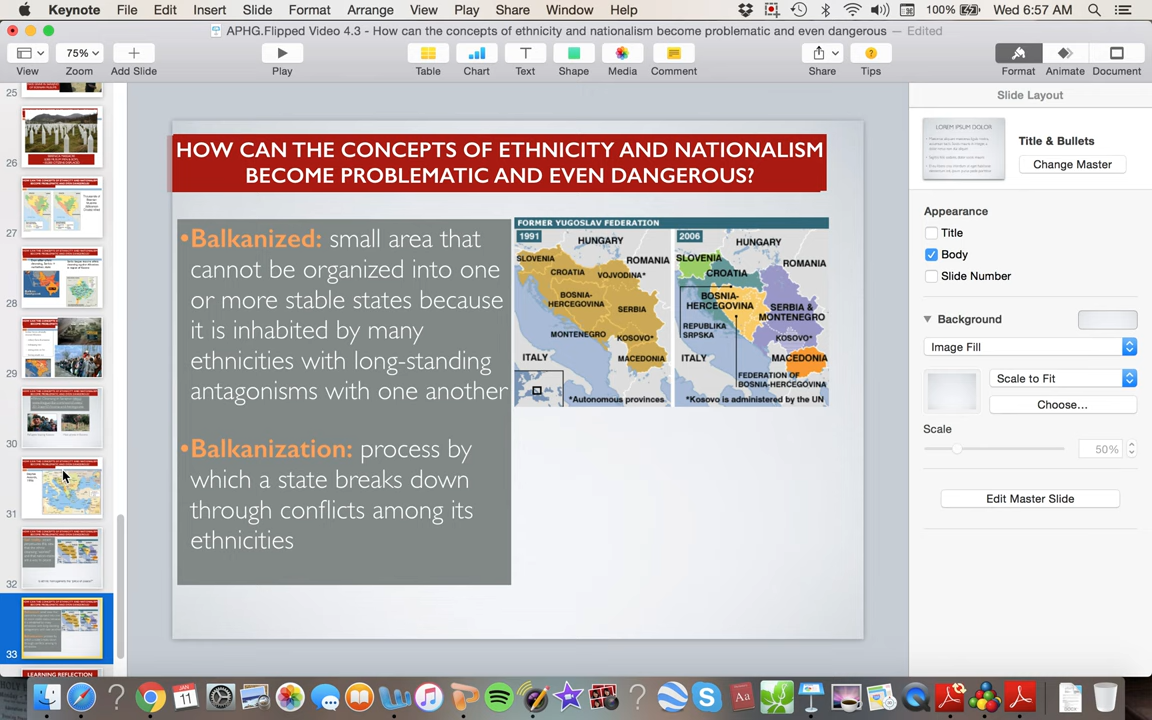 Keynote File Edit Insert Slide Format Arrange View Play Share Window Help 100% Wed 6:57 AM
APHG.Flipped Video 4.3 - How can the concepts of ethnicity and nationalism become problematic and even dangerous — Edited
75%
View Zoom Add Slide Play Table Chart Text Shape Media Comment Share Tips Format Animate Document
25
26
27
28
29
30
31
32
33
LEARNING REFLECTION
HOW CAN THE CONCEPTS OF ETHNICITY AND NATIONALISM
BECOME PROBLEMATIC AND EVEN DANGEROUS?
•Balkanized: small area that
cannot be organized into one
or more stable states because
it is inhabited by many
ethnicities with long-standing
antagonisms with one another
•Balkanization: process by
which a state breaks down
through conflicts among its
ethnicities
FORMER YUGOSLAV FEDERATION
1991
HUNGARY
SLOVENIA
ROMANIA
CROATIA
VOJVODINA*
BOSNIA-
HERCEGOVINA
SERBIA
MONTENEGRO
KOSOVO*
ITALY
MACEDONIA
*Autonomous provinces
2006
HUNGARY
SLOVENIA
ROMANIA
CROATIA
BOSNIA-
HERCEGOVINA
SERBIA &
MONTENEGRO
REPUBLIKA
SRPSKA
KOSOVO*
ITALY
MACEDONIA
FEDERATION OF
BOSNIA-HERCEGOVINA
*Kosovo is administered by the UN
Slide Layout
LOREM IPSUM DOLOR
Title & Bullets
Change Master
Appearance
Title
Body
Slide Number
Background
Image Fill
Scale to Fit
Choose...
Scale
50%
Edit Master Slide
JAN
11
Aa